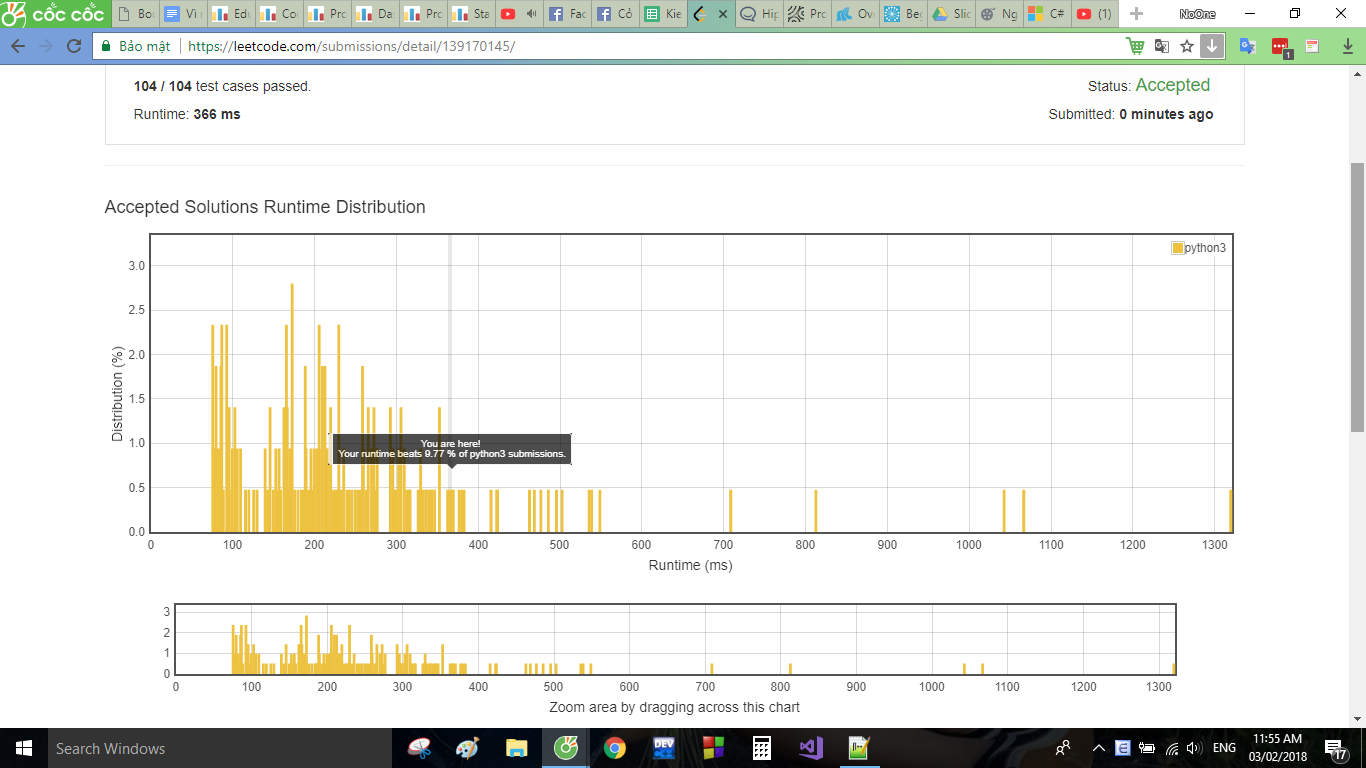 cốc cốc
Bo
Vì
Edu
Co
Pro
Da
Pro
Sta
Fac
Cỏ
Kie
Hip
Pro
Ov
Beg
Slic
Ng
C#
(1)
NoOne
Bảo mật
https://leetcode.com/submissions/detail/139170145/
1
104 / 104 test cases passed.
Status: Accepted
Runtime: 366 ms
Submitted: 0 minutes ago
Accepted Solutions Runtime Distribution
python3
3.0
2.5
2.0
1.5
1.0
0.5
0.0
Distribution (%)
You are here!
Your runtime beats 9.77 % of python3 submissions.
0 100 200 300 400 500 600 700 800 900 1000 1100 1200 1300
Runtime (ms)
3
2
1
0
0 100 200 300 400 500 600 700 800 900 1000 1100 1200 1300
Zoom area by dragging across this chart
Search Windows
DEV
ENG
11:55 AM
03/02/2018
17